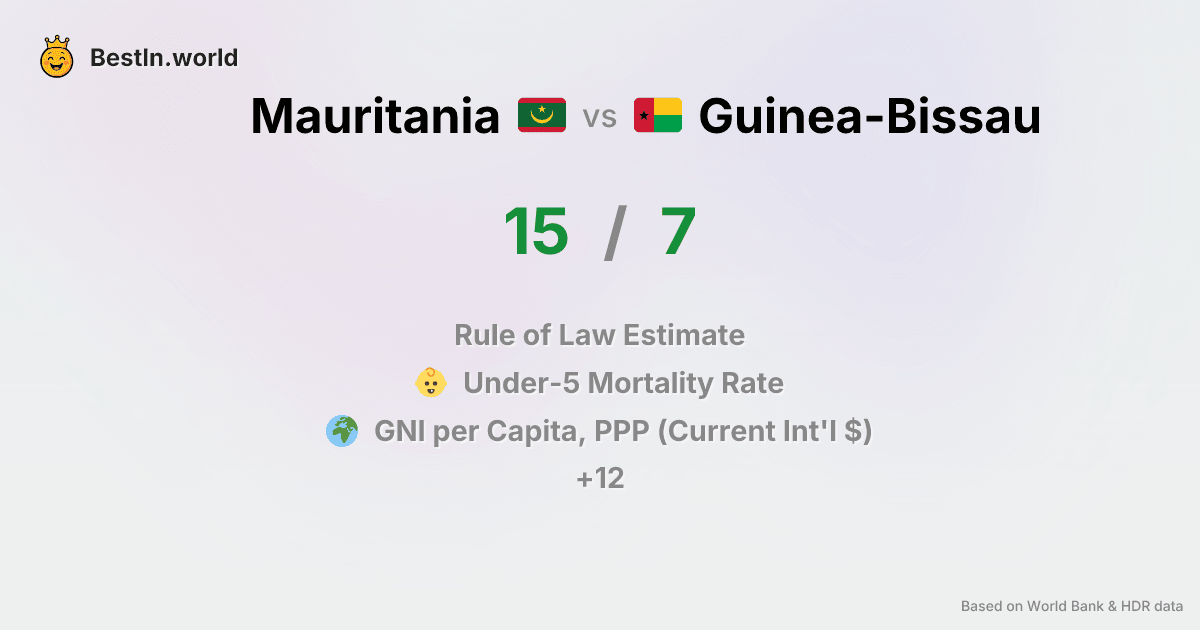 BestIn.world
Mauritania vs Guinea-Bissau
15 / 7
Rule of Law Estimate
Under-5 Mortality Rate
GNI per Capita, PPP (Current Int'l $)
+12
Based on World Bank & HDR data